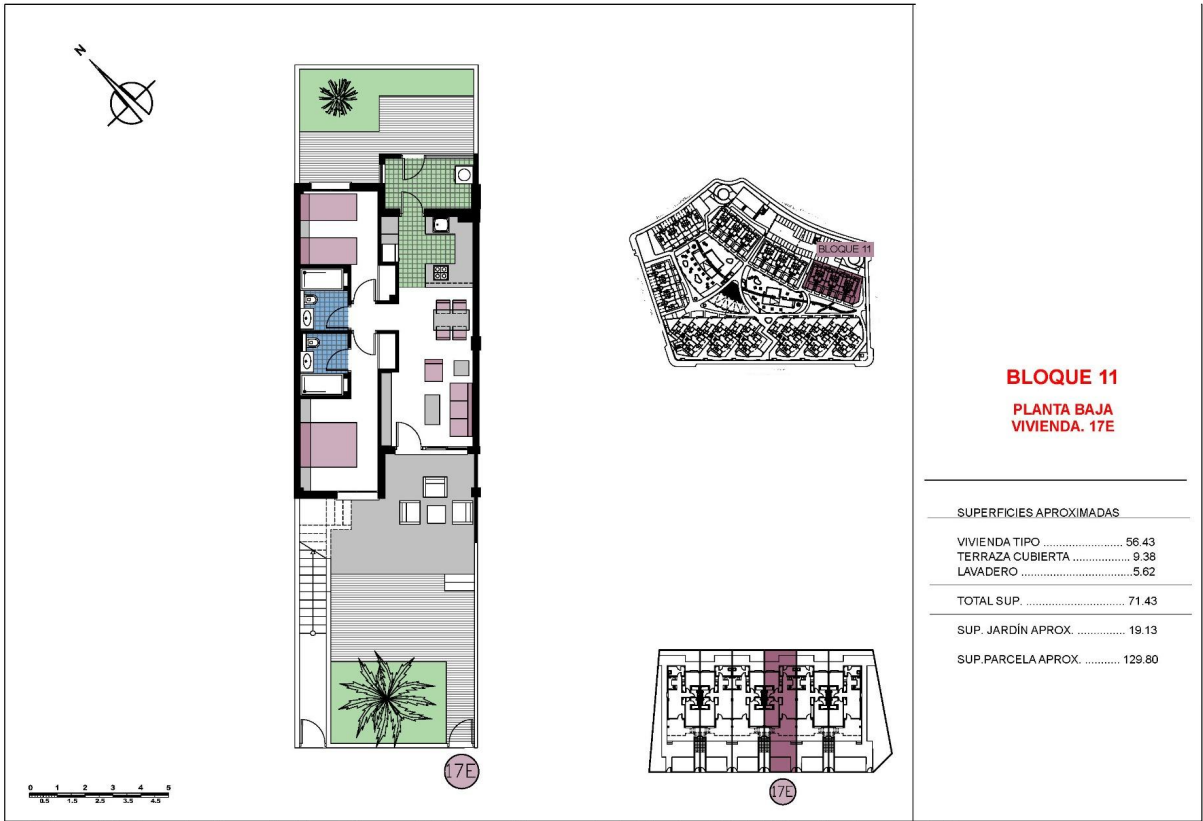 N
BLOQUE 11
17E
17E
0 1 2 3 4 5
0.5 1.5 2.5 3.5 4.5
BLOQUE 11
PLANTA BAJA
VIVIENDA. 17E
SUPERFICIES APROXIMADAS
VIVIENDA TIPO ........................ 56.43
TERRAZA CUBIERTA ................ 9.38
LAVADERO .................................5.62
TOTAL SUP. ............................. 71.43
SUP. JARDÍN APROX. .............. 19.13
SUP.PARCELA APROX. ........... 129.80